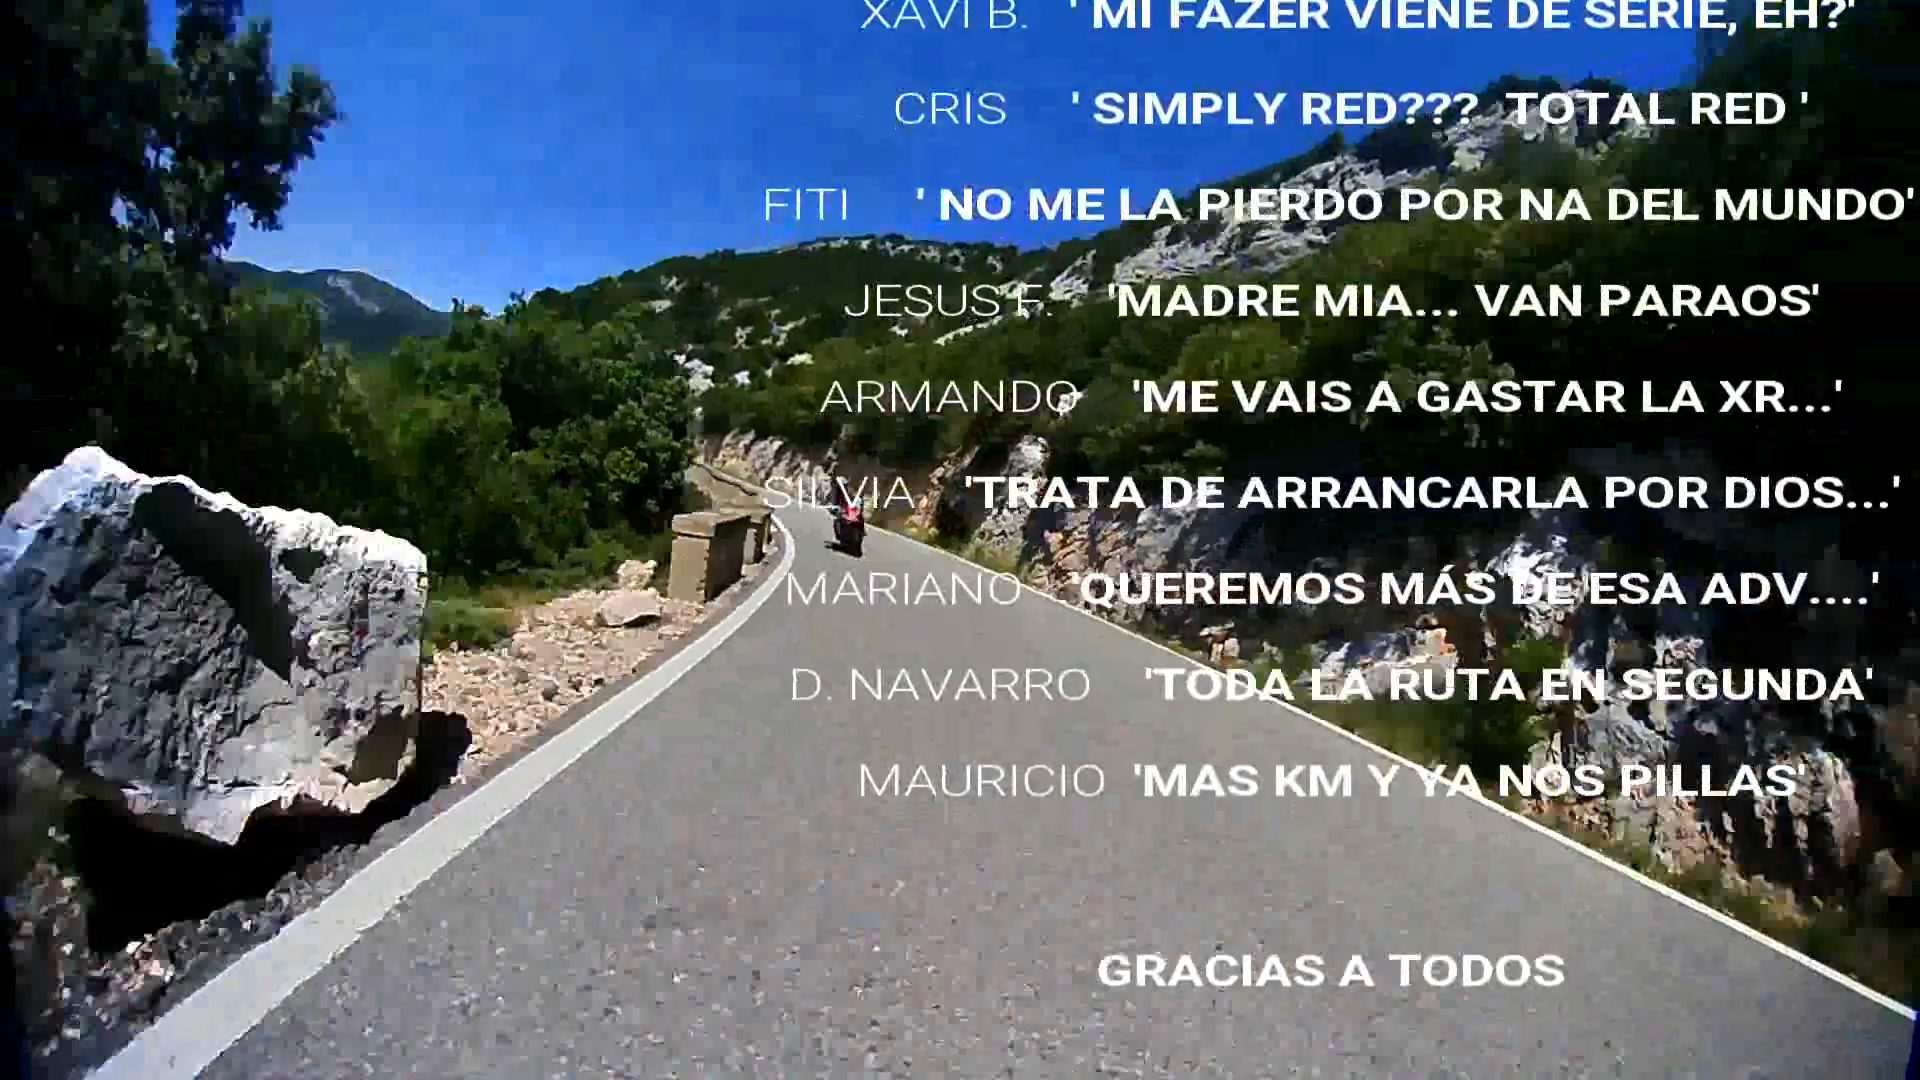 XAVI B. ' MI FAZER VIENE DE SERIE, EH?'
CRIS ' SIMPLY RED??? TOTAL RED '
FITI ' NO ME LA PIERDO POR NA DEL MUNDO'
JESUS F. 'MADRE MIA... VAN PARAOS'
ARMANDO 'ME VAIS A GASTAR LA XR...'
SILVIA 'TRATA DE ARRANCARLA POR DIOS...'
MARIANO 'QUEREMOS MÁS DE ESA ADV....'
D. NAVARRO 'TODA LA RUTA EN SEGUNDA'
MAURICIO 'MAS KM Y YA NOS PILLAS'
GRACIAS A TODOS